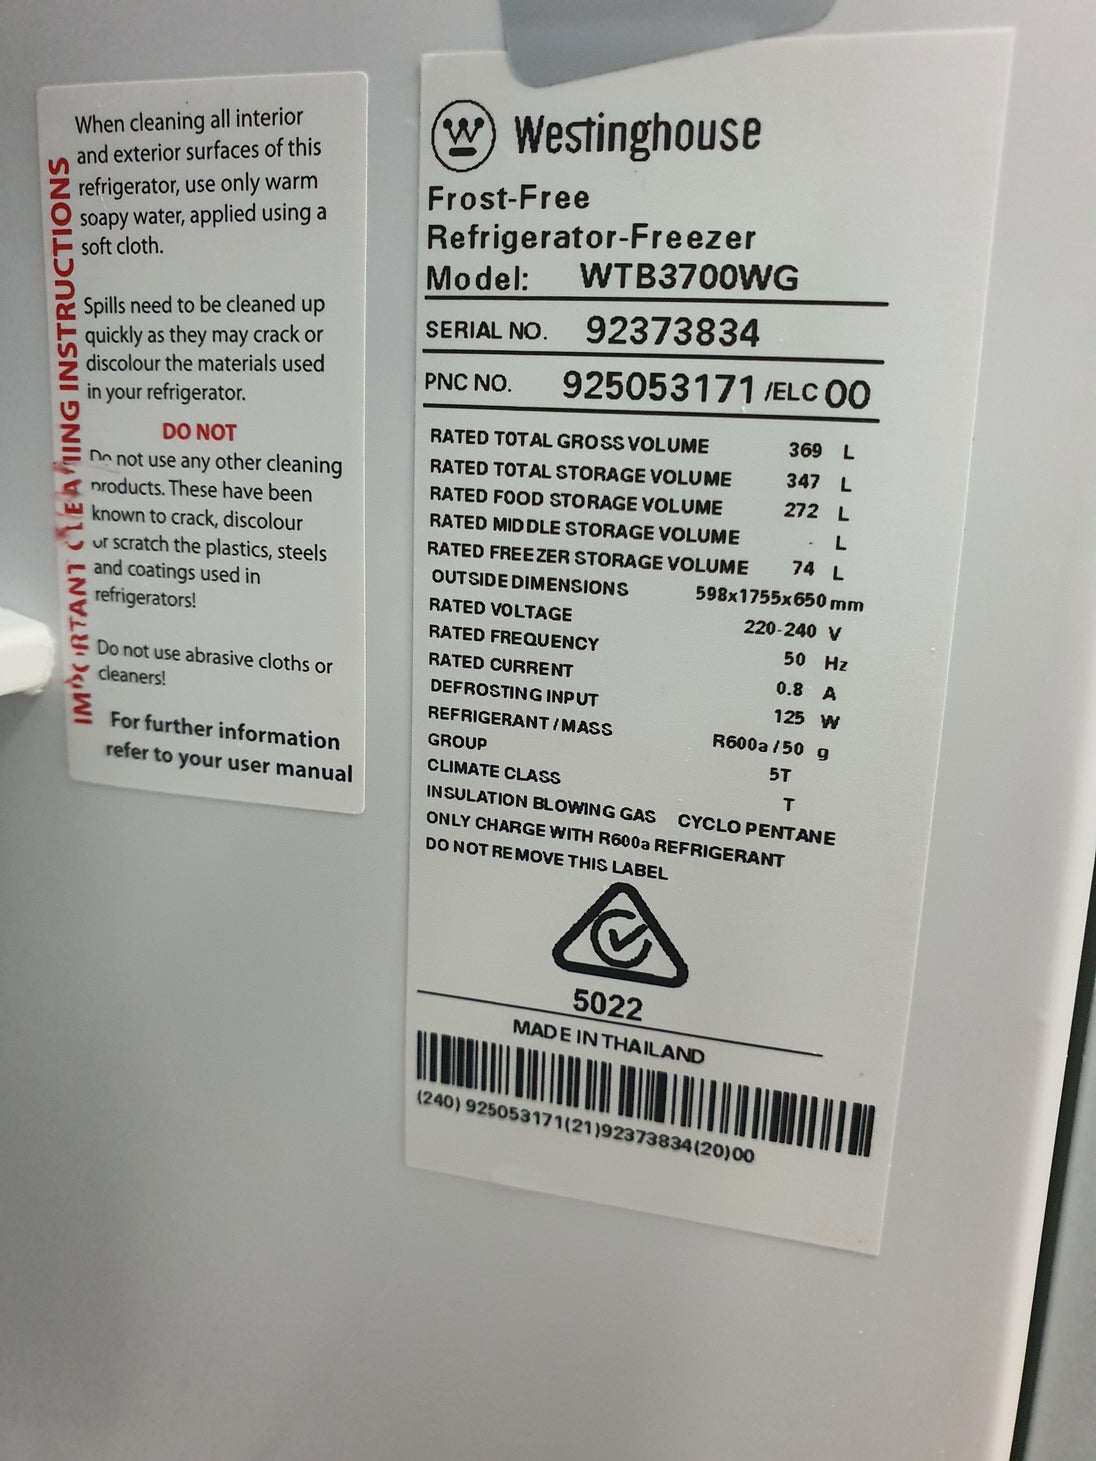 IMPORTANT CLEANING INSTRUCTIONS
When cleaning all interior
and exterior surfaces of this
refrigerator, use only warm
soapy water, applied using a
soft cloth.
Spills need to be cleaned up
quickly as they may crack or
discolour the materials used
in your refrigerator.
DO NOT
Do not use any other cleaning
products. These have been
known to crack, discolour
or scratch the plastics, steels
and coatings used in
refrigerators!
Do not use abrasive cloths or
cleaners!
For further information
refer to your user manual
W Westinghouse
Frost-Free
Refrigerator-Freezer
Model: WTB3700WG
SERIAL NO. 92373834
PNC NO. 925053171 /ELC 00
RATED TOTAL GROSS VOLUME 369 L
RATED TOTAL STORAGE VOLUME 347 L
RATED FOOD STORAGE VOLUME 272 L
RATED MIDDLE STORAGE VOLUME - L
RATED FREEZER STORAGE VOLUME 74 L
OUTSIDE DIMENSIONS 598x1755x650 mm
RATED VOLTAGE 220-240 V
RATED FREQUENCY 50 Hz
RATED CURRENT 0.8 A
DEFROSTING INPUT 125 W
REFRIGERANT / MASS R600a / 50 g
GROUP 5T
CLIMATE CLASS T
INSULATION BLOWING GAS CYCLO PENTANE
ONLY CHARGE WITH R600a REFRIGERANT
DO NOT REMOVE THIS LABEL
5022
MADE IN THAILAND
(240) 925053171(21)92373834(20)00